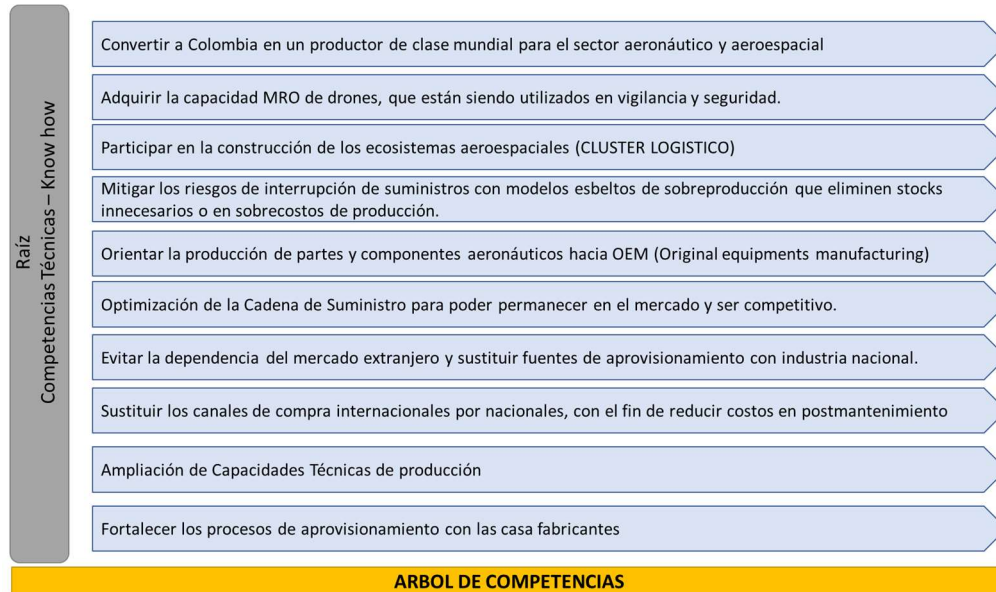 Raíz
Competencias Técnicas – Know how
Convertir a Colombia en un productor de clase mundial para el sector aeronáutico y aeroespacial
Adquirir la capacidad MRO de drones, que están siendo utilizados en vigilancia y seguridad.
Participar en la construcción de los ecosistemas aeroespaciales (CLUSTER LOGISTICO)
Mitigar los riesgos de interrupción de suministros con modelos esbeltos de sobreproducción que eliminen stocks
innecesarios o en sobrecostos de producción.
Orientar la producción de partes y componentes aeronáuticos hacia OEM (Original equipments manufacturing)
Optimización de la Cadena de Suministro para poder permanecer en el mercado y ser competitivo.
Evitar la dependencia del mercado extranjero y sustituir fuentes de aprovisionamiento con industria nacional.
Sustituir los canales de compra internacionales por nacionales, con el fin de reducir costos en postmantenimiento
Ampliación de Capacidades Técnicas de producción
Fortalecer los procesos de aprovisionamiento con las casa fabricantes
ARBOL DE COMPETENCIAS